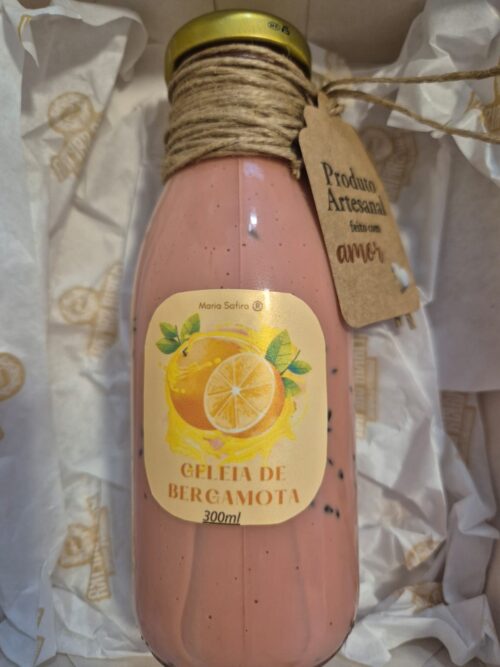 Produto
Artesanal
feito com
amor
Maria Safira ®
GELEIA DE
BERGAMOTA
300ml